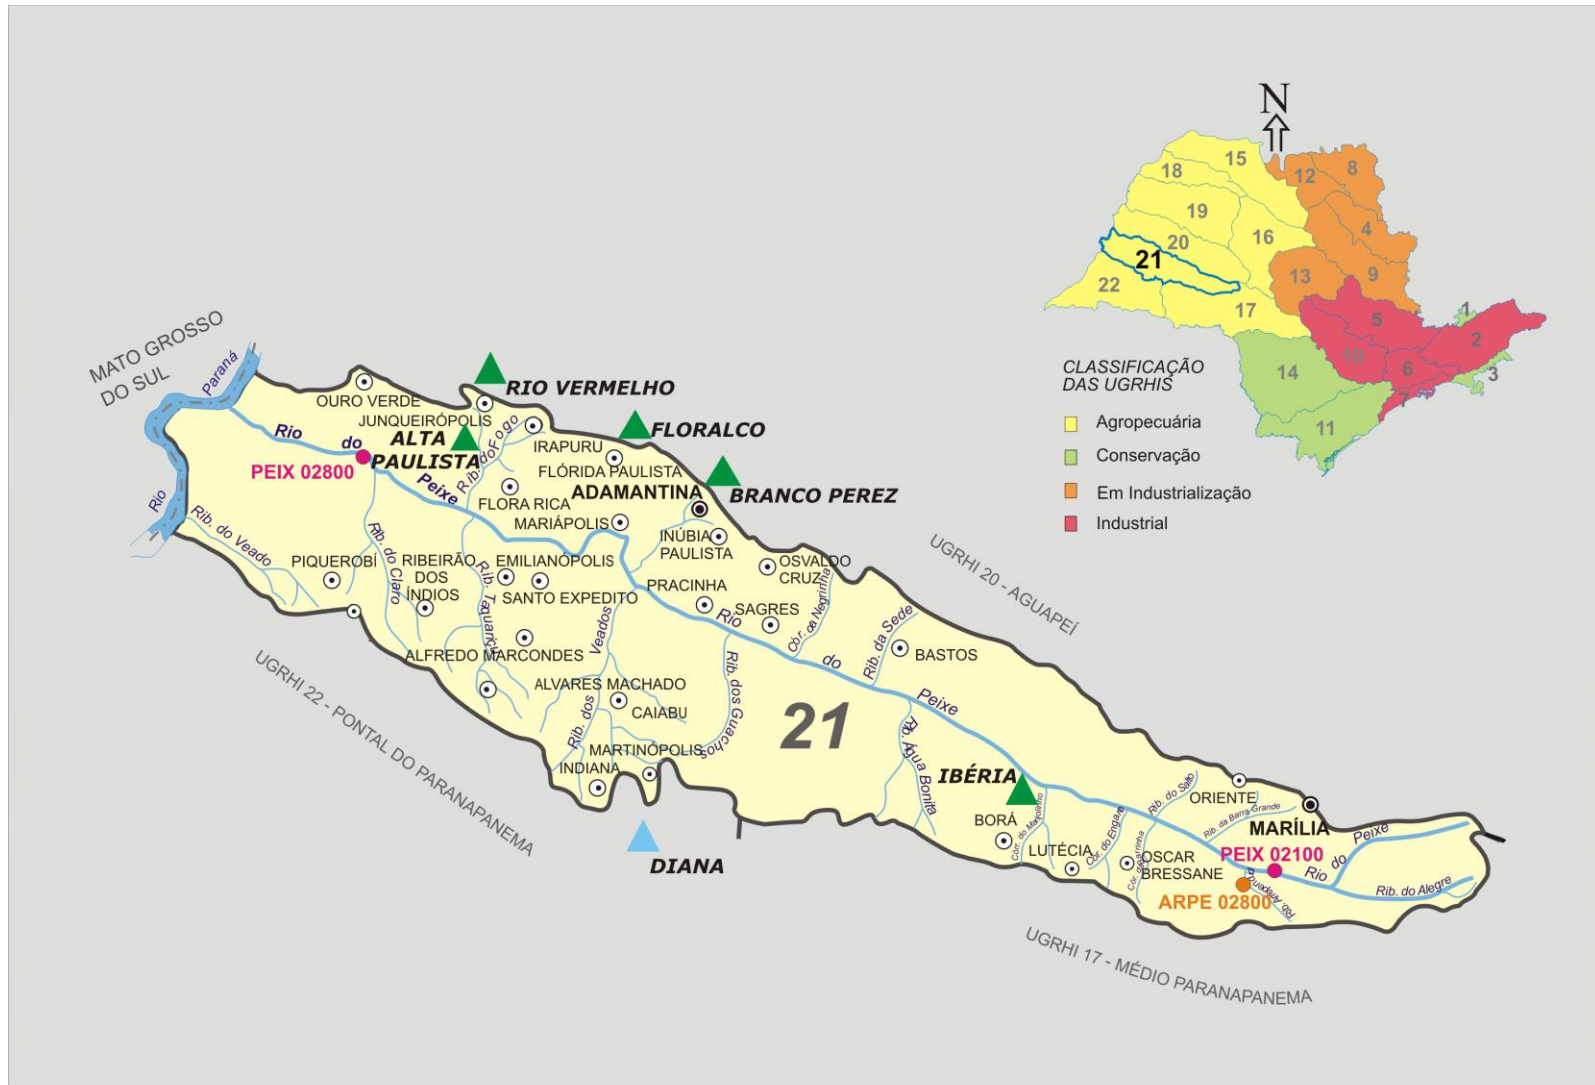 N
15
8
18
12
19
4
16
20
21
13
9
22
17
1
5
2
10
6
3
14
7
11
CLASSIFICAÇÃO
DAS UGRHIS
Agropecuária
Conservação
Em Industrialização
Industrial
MATO GROSSO
DO SUL
Paraná
Rio
OURO VERDE
RIO VERMELHO
JUNQUEIRÓPOLIS
ALTA
PAULISTA
Rib. do Fogo
IRAPURU
FLORALCO
FLÓRIDA PAULISTA
Rio do Peixe
PEIX 02800
FLORA RICA
ADAMANTINA
BRANCO PEREZ
MARIÁPOLIS
INÚBIA
PAULISTA
OSVALDO
CRUZ
Rib. do Veado
PIQUEROBÍ
Rib. do Claro
RIBEIRÃO
DOS
ÍNDIOS
EMILIANÓPOLIS
SANTO EXPEDITO
Rib. Taquariçu
PRACINHA
SAGRES
Veados
Rib. dos
Rio do Peixe
Rib. da Sede
BASTOS
UGRHI 20 - AGUAPEÍ
ALFREDO MARCONDES
ALVARES MACHADO
CAIABU
Rib. dos Guachos
MARTINÓPOLIS
INDIANA
21
UGRHI 22 - PONTAL DO PARANAPANEMA
DIANA
Rib. Água Bonita
IBÉRIA
BORÁ
LUTÉCIA
Rib. do Salto
ORIENTE
Rib. da Barra Grande
MARÍLIA
OSCAR
BRESSANE
PEIX 02100
Rio do Peixe
ARPE 02800
Rib. do Alegre
UGRHI 17 - MÉDIO PARANAPANEMA